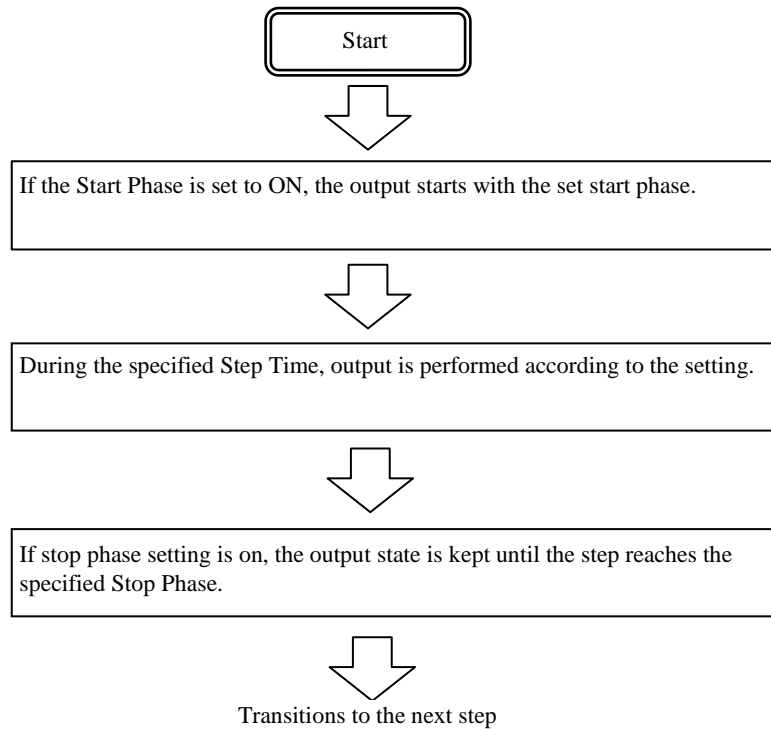 Start
If the Start Phase is set to ON, the output starts with the set start phase.
During the specified Step Time, output is performed according to the setting.
If stop phase setting is on, the output state is kept until the step reaches the
specified Stop Phase.
Transitions to the next step